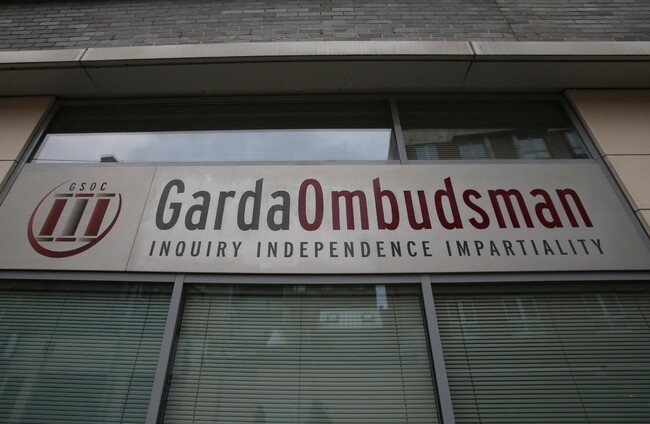 GSOC
GardaOmbudsman
INQUIRY INDEPENDENCE IMPARTIALITY